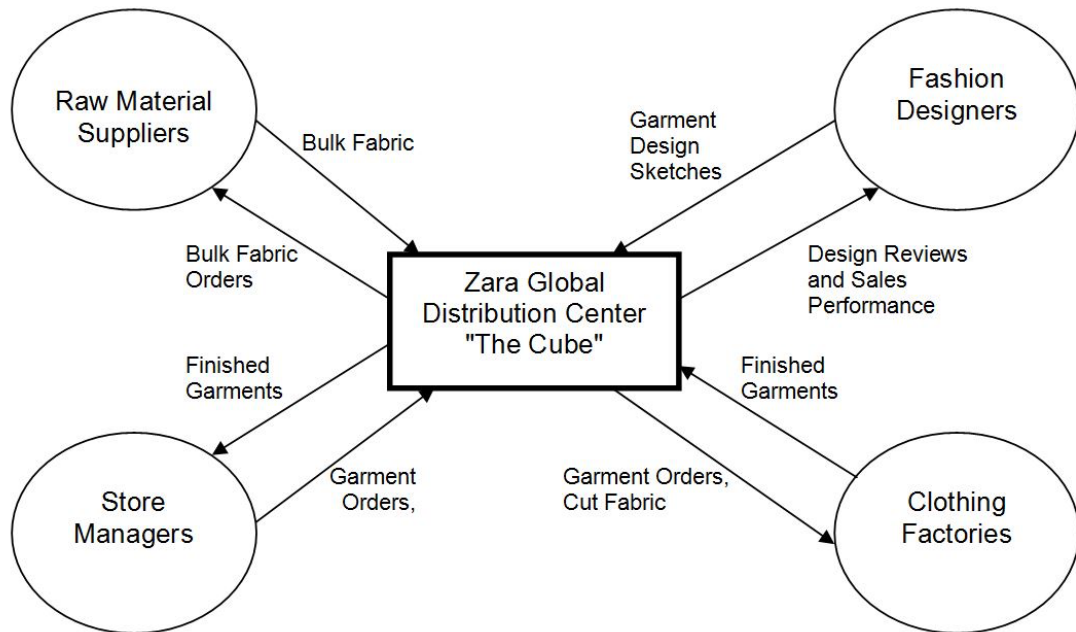 Raw Material
Suppliers
Bulk Fabric
Garment
Design
Sketches
Fashion
Designers
Bulk Fabric
Orders
Zara Global
Distribution Center
"The Cube"
Design Reviews
and Sales
Performance
Finished
Garments
Finished
Garments
Store
Managers
Garment
Orders,
Garment Orders,
Cut Fabric
Clothing
Factories